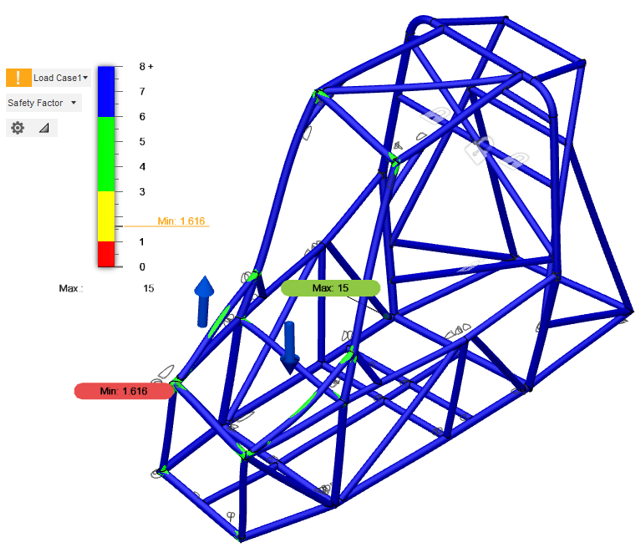 8 +
Load Case1
7
Safety Factor
6
5
4
3
Min: 1.616
1
0
Max: 15
Max: 15
Min: 1.616